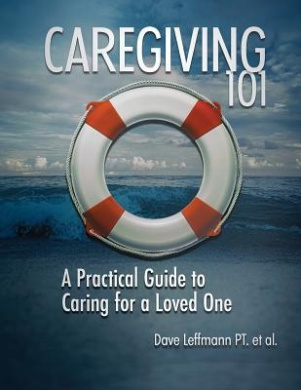 CAREGIVING
101
A Practical Guide to
Caring for a Loved One
Dave Leffmann PT. et al.